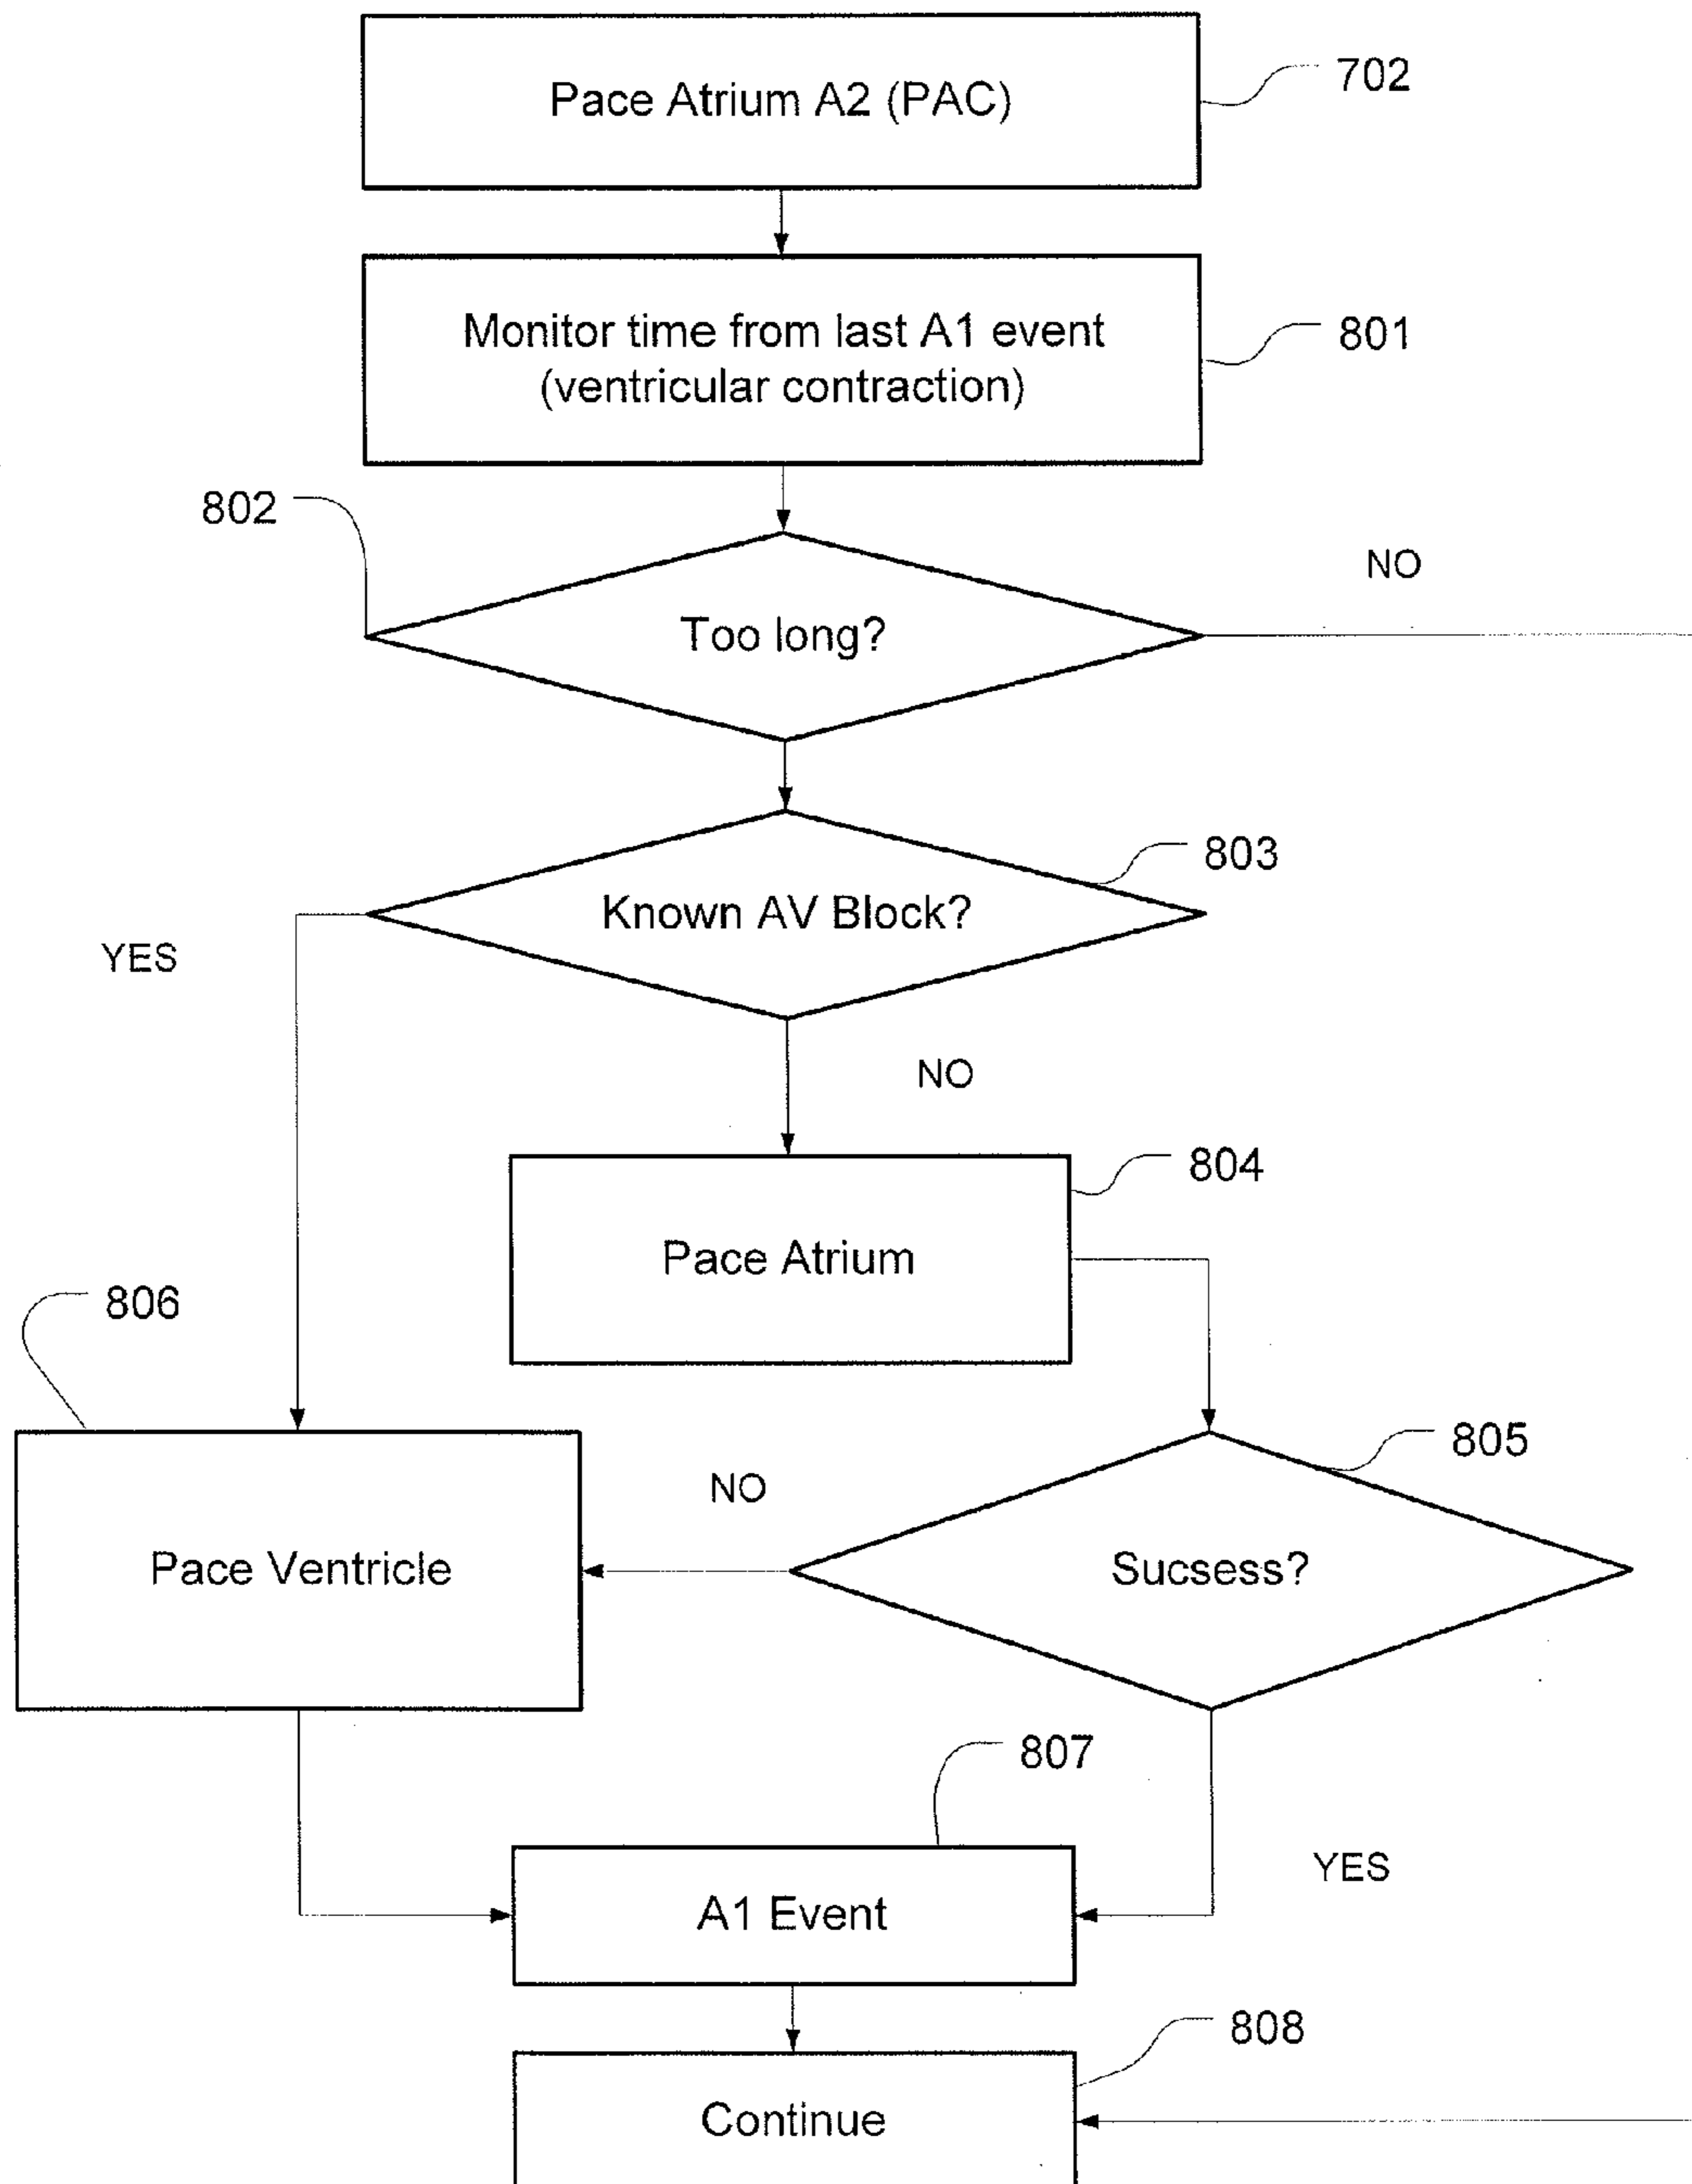 Pace Atrium A2 (PAC)
702
Monitor time from last A1 event
(ventricular contraction)
801
802
Too long?
NO
803
Known AV Block?
YES
NO
804
Pace Atrium
806
805
Pace Ventricle
NO
Sucsess?
807
A1 Event
YES
808
Continue